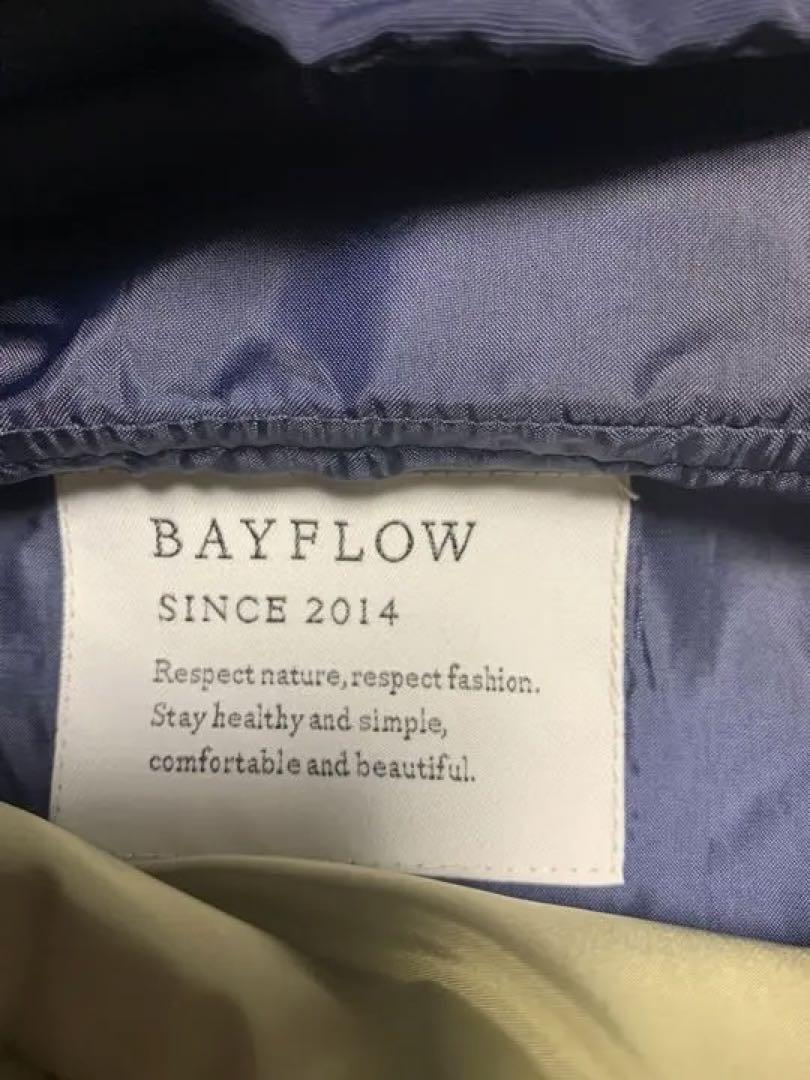 BAYFLOW
SINCE 2014
Respect nature, respect fashion.
Stay healthy and simple,
comfortable and beautiful.